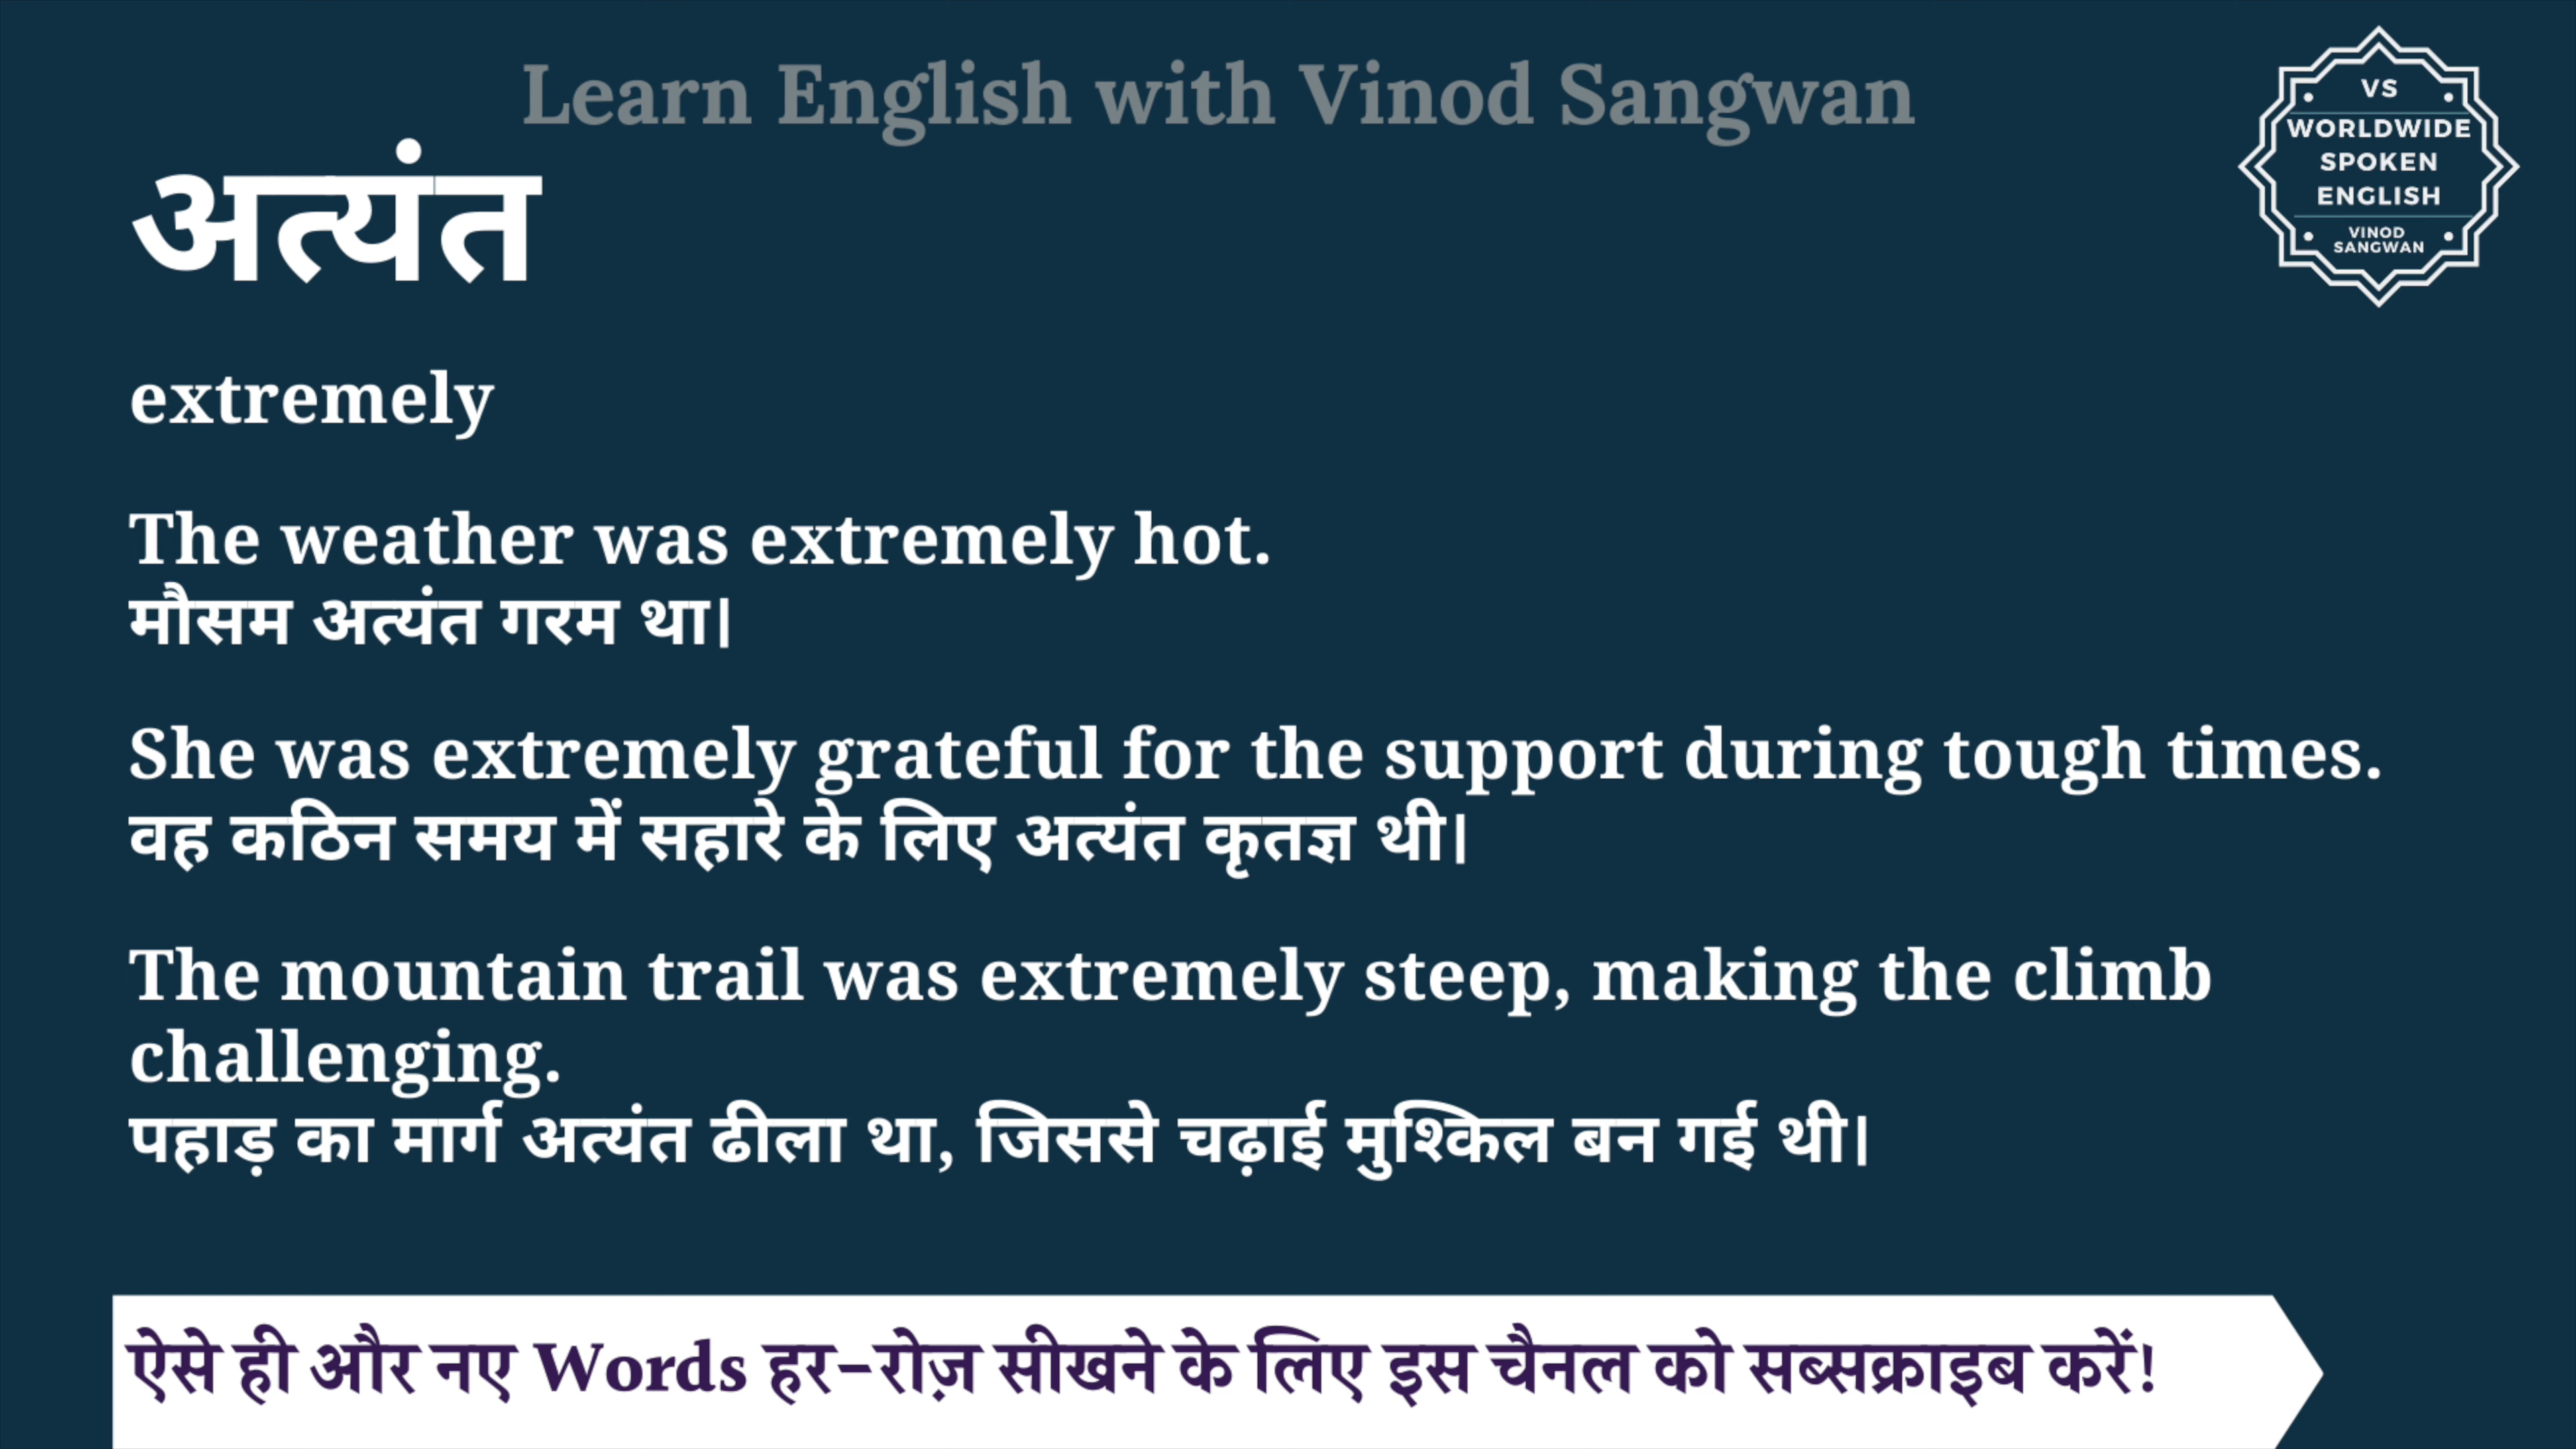 Learn English with Vinod Sangwan
VS
WORLDWIDE
SPOKEN
ENGLISH
VINOD
SANGWAN
अत्यंत
extremely
The weather was extremely hot.
मौसम अत्यंत गरम था।
She was extremely grateful for the support during tough times.
वह कठिन समय में सहारे के लिए अत्यंत कृतज्ञ थी।
The mountain trail was extremely steep, making the climb
challenging.
पहाड़ का मार्ग अत्यंत ढीला था, जिससे चढ़ाई मुश्किल बन गई थी।
ऐसे ही और नए Words हर-रोज़ सीखने के लिए इस चैनल को सब्सक्राइब करें!